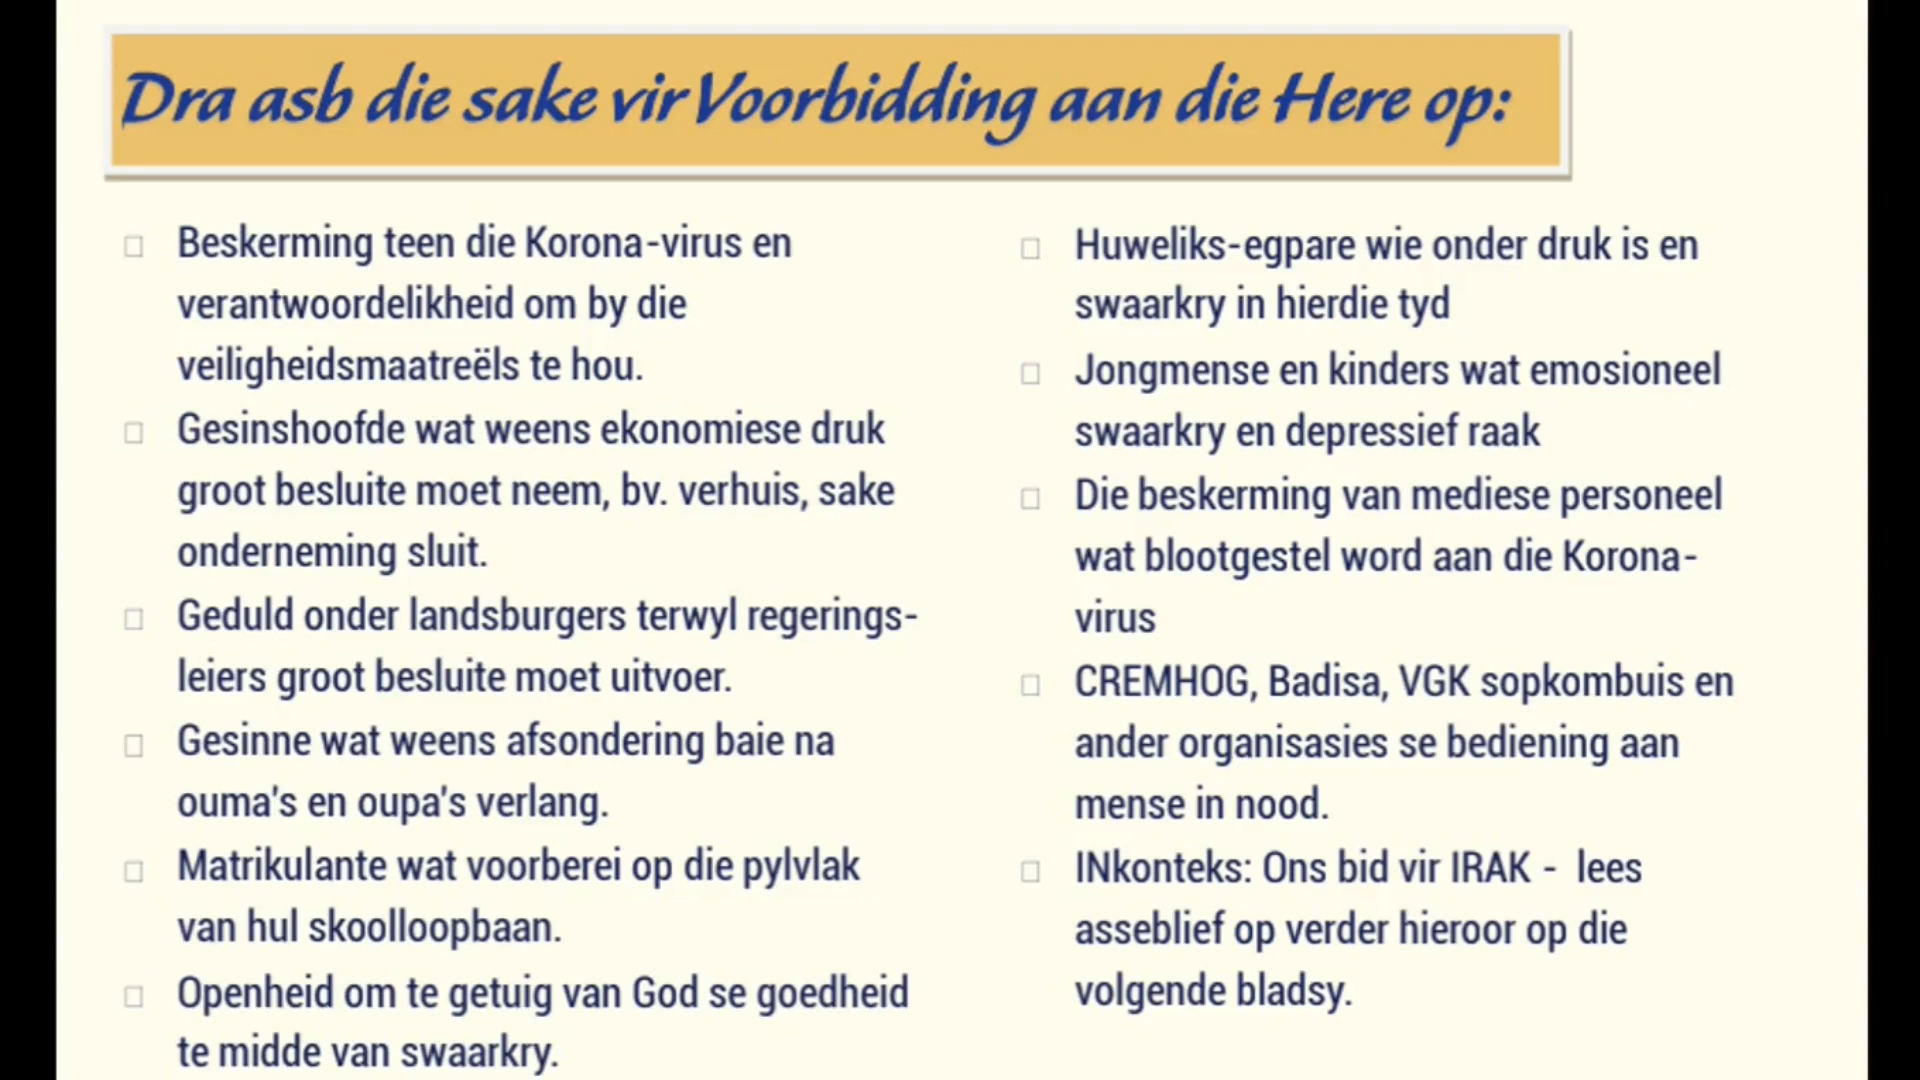 Dra asb die sake vir Voorbidding aan die Here op:
Beskerming teen die Korona-virus en
verantwoordelikheid om by die
veiligheidsmaatreëls te hou.
Gesinshoofde wat weens ekonomiese druk
groot besluite moet neem, bv. verhuis, sake
onderneming sluit.
Geduld onder landsburgers terwyl regerings-
leiers groot besluite moet uitvoer.
Gesinne wat weens afsondering baie na
ouma's en oupa's verlang.
Matrikulante wat voorberei op die pylvlak
van hul skoolloopbaan.
Openheid om te getuig van God se goedheid
te midde van swaarkry.
Huweliks-egpare wie onder druk is en
swaarkry in hierdie tyd
Jongmense en kinders wat emosioneel
swaarkry en depressief raak
Die beskerming van mediese personeel
wat blootgestel word aan die Korona-
virus
CREMHOG, Badisa, VGK sopkombuis en
ander organisasies se bediening aan
mense in nood.
INkonteks: Ons bid vir IRAK - lees
asseblief op verder hieroor op die
volgende bladsy.